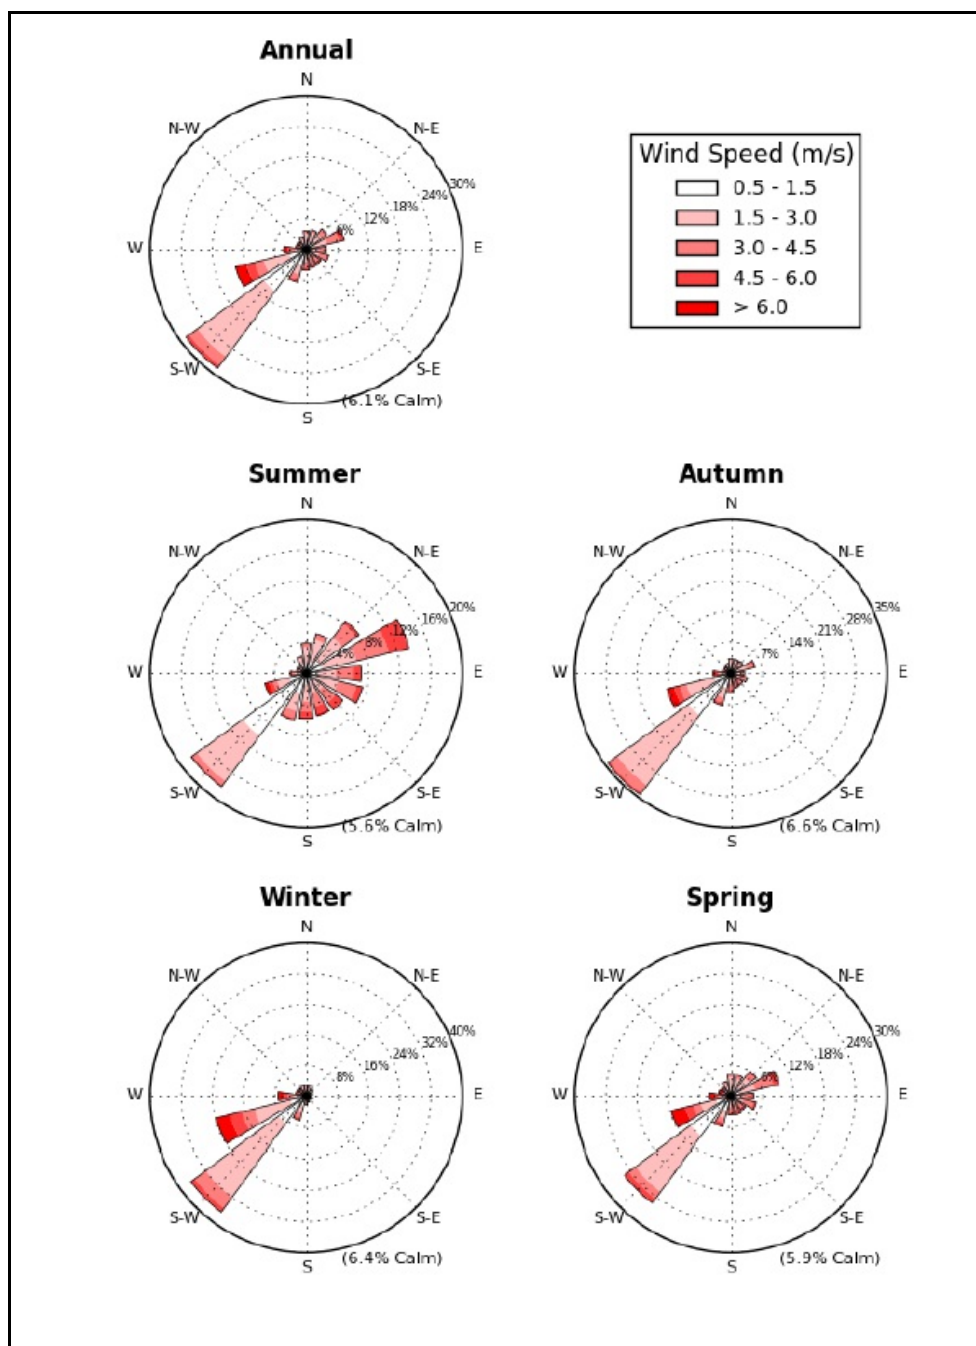 Annual
N
N-W
N-E
30%
24%
18%
12%
6%
W
E
S-W
S-E
(6.1% Calm)
S
Wind Speed (m/s)
0.5 - 1.5
1.5 - 3.0
3.0 - 4.5
4.5 - 6.0
> 6.0
Summer
N
N-W
N-E
20%
16%
12%
8%
4%
W
E
S-W
S-E
(5.6% Calm)
S
Autumn
N
N-W
N-E
35%
28%
21%
14%
7%
W
E
S-W
S-E
(6.6% Calm)
S
Winter
N
N-W
N-E
40%
32%
24%
16%
8%
W
E
S-W
S-E
(6.4% Calm)
S
Spring
N
N-W
N-E
30%
24%
18%
12%
6%
W
E
S-W
S-E
(5.9% Calm)
S